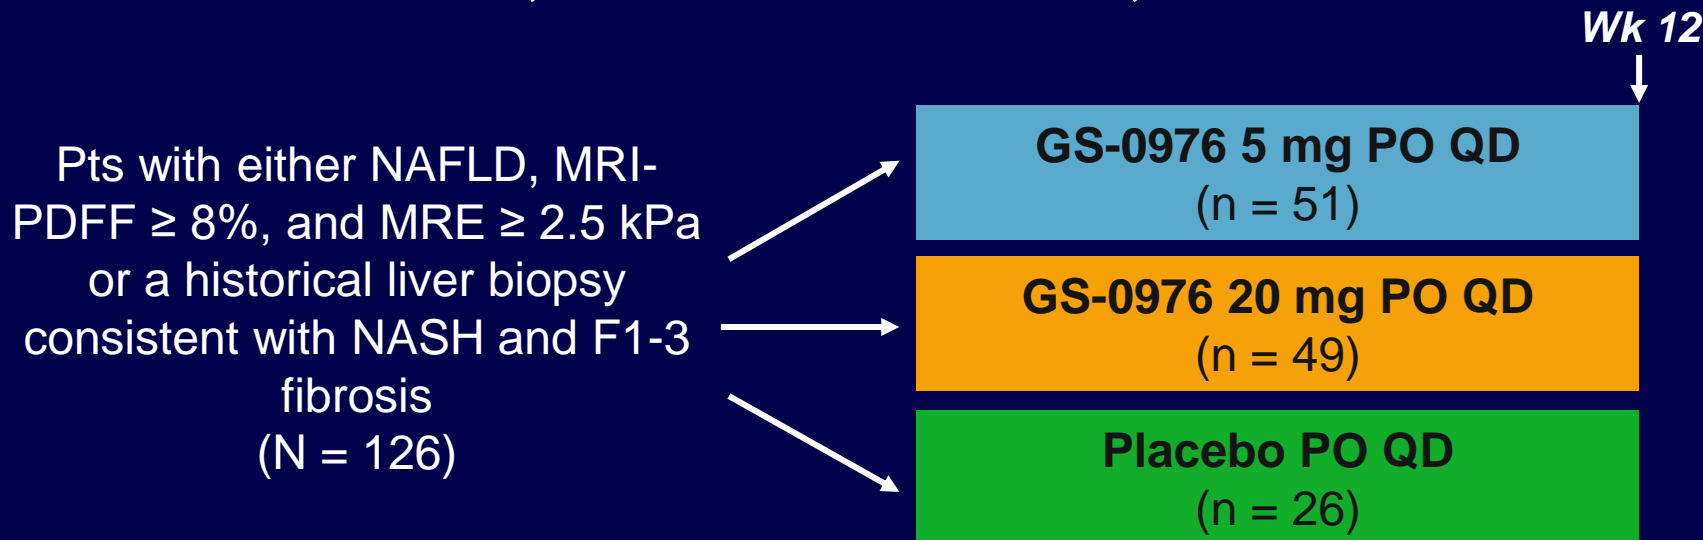 Wk 12
Pts with either NAFLD, MRI-
PDFF ≥ 8%, and MRE ≥ 2.5 kPa
or a historical liver biopsy
consistent with NASH and F1-3
fibrosis
(N = 126)
GS-0976 5 mg PO QD
(n = 51)
GS-0976 20 mg PO QD
(n = 49)
Placebo PO QD
(n = 26)